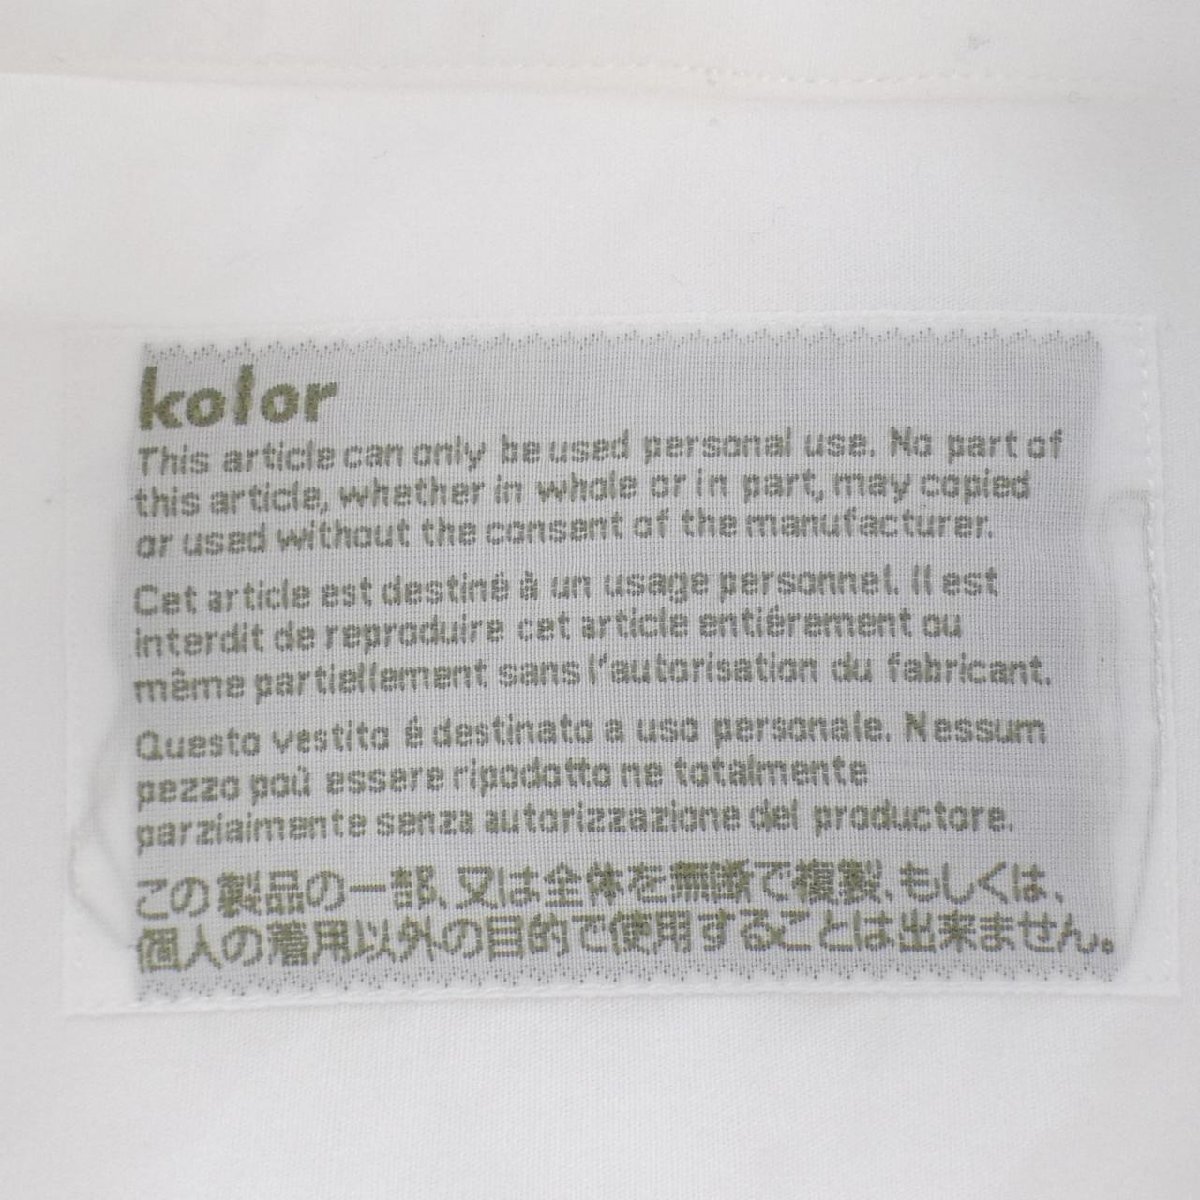 kolor
This article can only be used personal use. No part of
this article, whether in whole or in part, may copied
or used without the consent of the manufacturer.
Cet article est destiné à un usage personnel. Il est
interdit de reproduire cet article entiérement ou
même partiellement sans l'autorisation du fabricant.
Questo vestito é destinato a uso personale. Nessum
pezzo poù essere ripodotto ne totalmente
parzialmente senza autorizzazione del productore.
この製品の一部、又は全体を無断で複製、もしくは、
個人の着用以外の目的で使用することは出来ません。